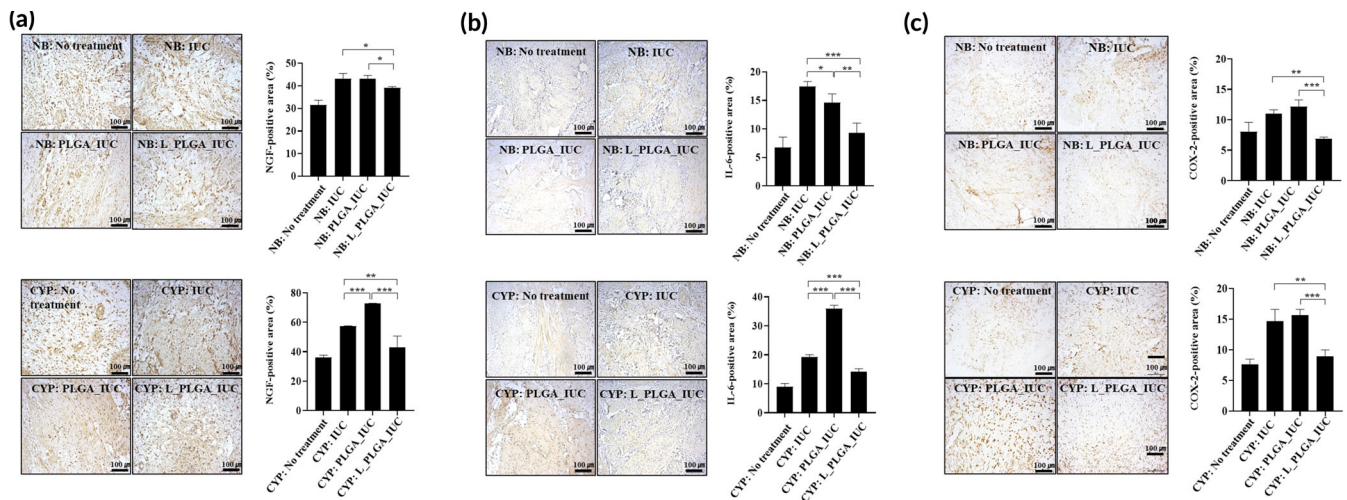 (a)
NB: No treatment
NB: IUC
100 μm
100 μm
NB: PLGA_IUC
NB: L_PLGA_IUC
100 μm
100 μm
NGF-positive area (%)
50
40
30
20
10
0
*
*
NB: No treatment
NB: IUC
NB: PLGA_IUC
NB: L_PLGA_IUC
CYP: No
treatment
CYP: IUC
100 μm
100 μm
CYP: PLGA_IUC
CYP: L_PLGA_IUC
100 μm
100 μm
NGF-positive area (%)
80
60
40
20
0
**
***
***
CYP: No treatment
CYP: IUC
CYP: PLGA_IUC
CYP: L_PLGA_IUC
(b)
NB: No treatment
NB: IUC
100 μm
100 μm
NB: PLGA_IUC
NB: L_PLGA_IUC
100 μm
100 μm
IL-6-positive area (%)
20
15
10
5
0
***
*
**
NB: No treatment
NB: IUC
NB: PLGA_IUC
NB: L_PLGA_IUC
CYP: No treatment
CYP: IUC
100 μm
100 μm
CYP: PLGA_IUC
CYP: L_PLGA_IUC
100 μm
100 μm
IL-6-positive area (%)
40
30
20
10
0
***
***
***
CYP: No treatment
CYP: IUC
CYP: PLGA_IUC
CYP: L_PLGA_IUC
(c)
NB: No treatment
NB: IUC
100 μm
100 μm
NB: PLGA_IUC
NB: L_PLGA_IUC
100 μm
100 μm
COX-2-positive area (%)
20
15
10
5
0
**
***
NB: No treatment
NB: IUC
NB: PLGA_IUC
NB: L_PLGA_IUC
CYP: No treatment
CYP: IUC
100 μm
100 μm
CYP: PLGA_IUC
CYP: L_PLGA_IUC
100 μm
100 μm
COX-2-positive area (%)
20
15
10
5
0
**
***
CYP: No treatment
CYP: IUC
CYP: PLGA_IUC
CYP: L_PLGA_IUC